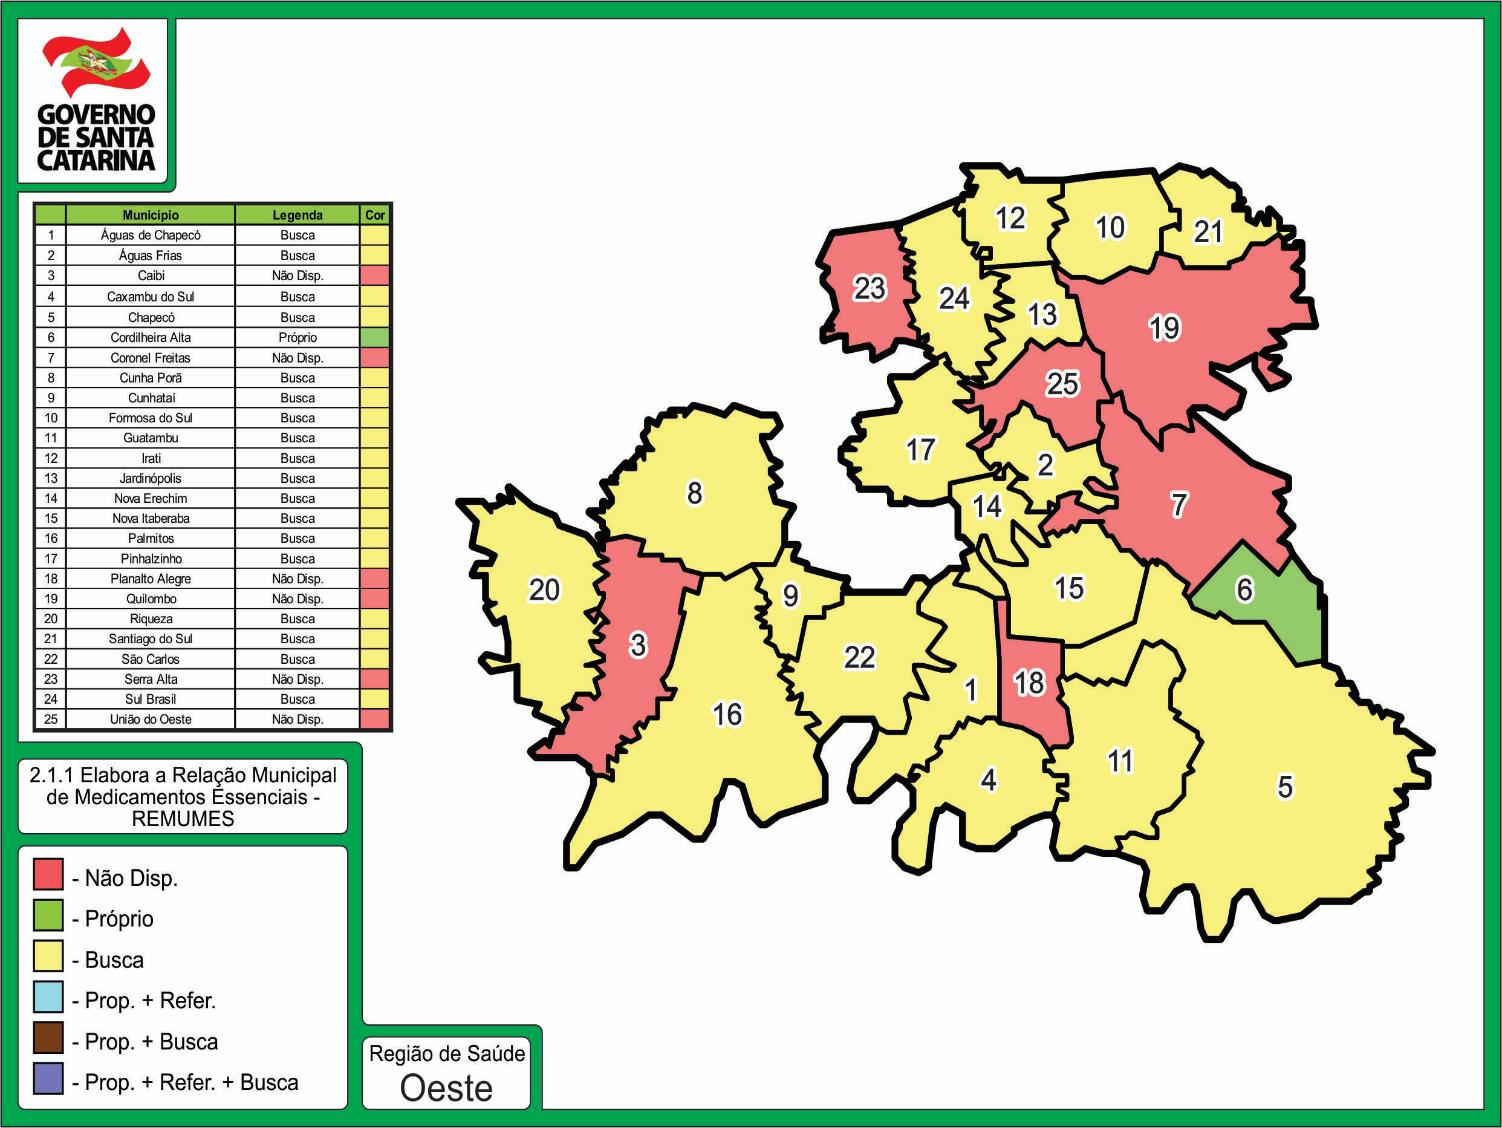 GOVERNO
DE SANTA
CATARINA
Município Legenda Cor
1 Águas de Chapecó Busca
2 Águas Frias Busca
3 Caibi Não Disp.
4 Caxambu do Sul Busca
5 Chapecó Busca
6 Cordilheira Alta Próprio
7 Coronel Freitas Não Disp.
8 Cunha Porã Busca
9 Cunhataí Busca
10 Formosa do Sul Busca
11 Guatambu Busca
12 Irati Busca
13 Jardinópolis Busca
14 Nova Erechim Busca
15 Nova Itaberaba Busca
16 Palmitos Busca
17 Pinhalzinho Busca
18 Planalto Alegre Não Disp.
19 Quilombo Não Disp.
20 Riqueza Busca
21 Santiago do Sul Busca
22 São Carlos Busca
23 Serra Alta Não Disp.
24 Sul Brasil Busca
25 União do Oeste Não Disp.
2.1.1 Elabora a Relação Municipal
de Medicamentos Essenciais -
REMUMES
- Não Disp.
- Próprio
- Busca
- Prop. + Refer.
- Prop. + Busca
- Prop. + Refer. + Busca
Região de Saúde
Oeste
12
10
21
23
24
13
19
25
17
2
8
14
7
20
9
15
6
3
22
1
18
16
4
11
5